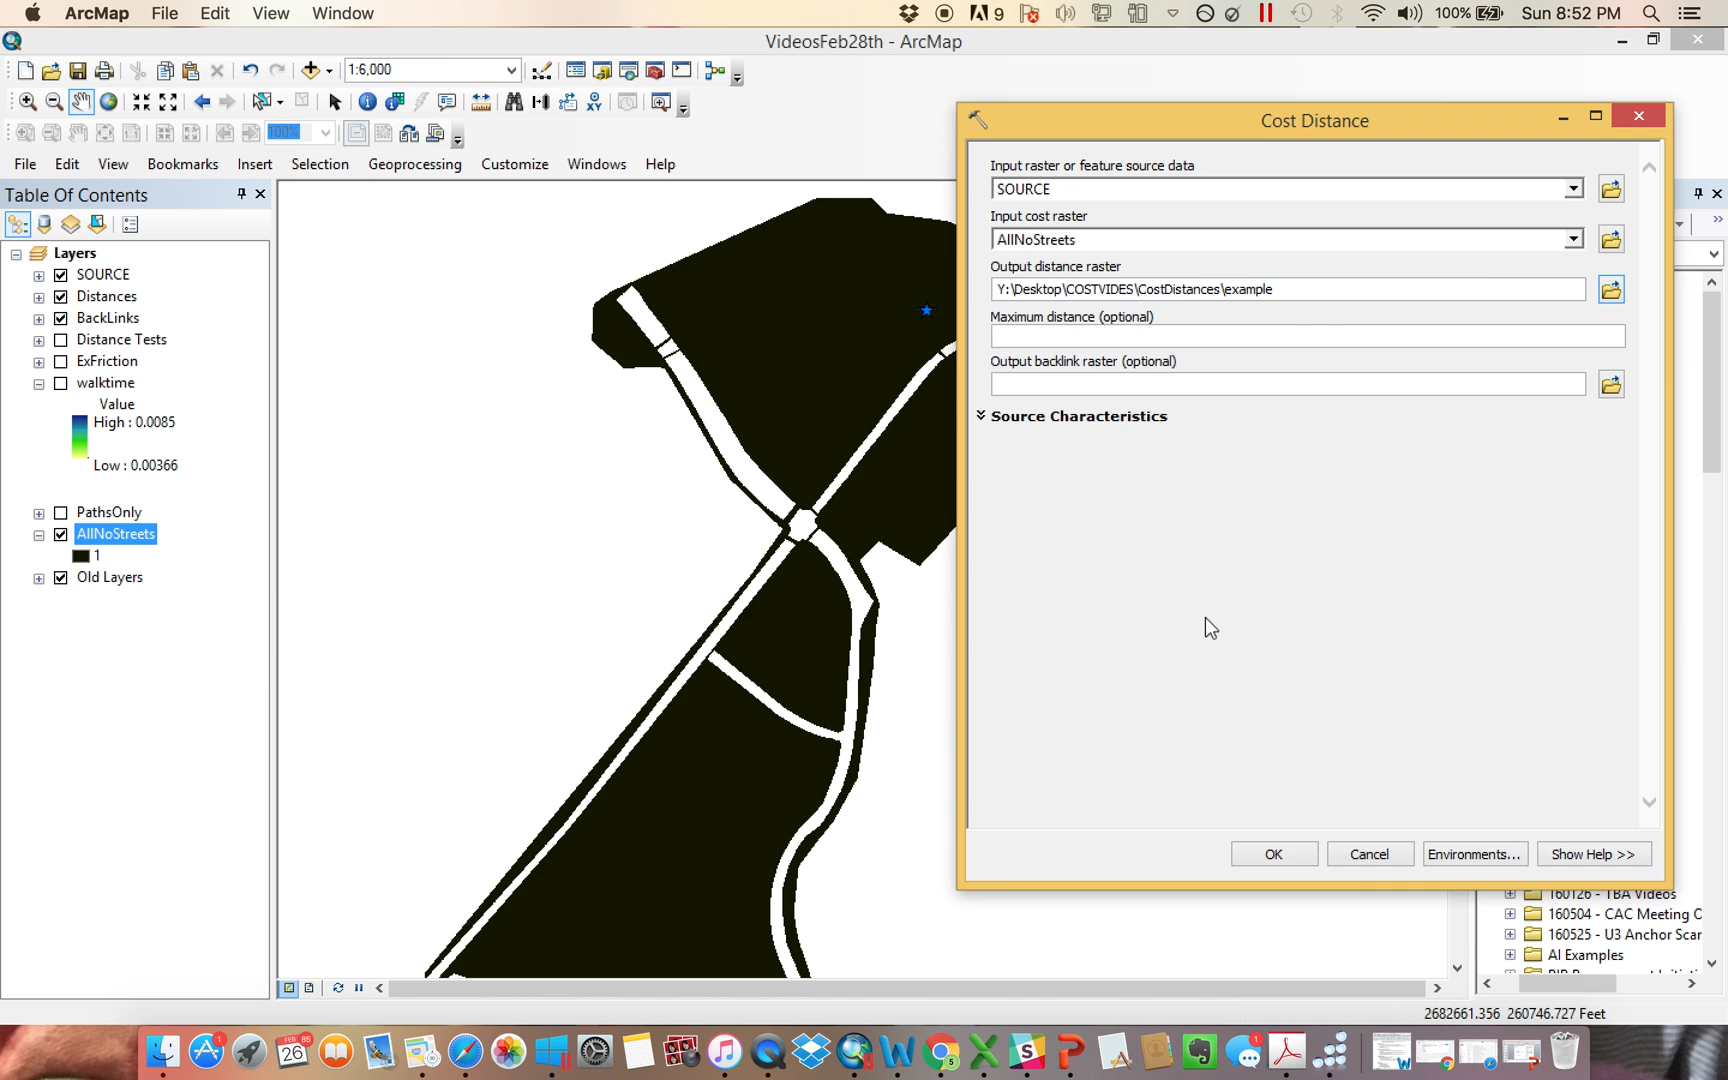 ArcMap File Edit View Window 9 100% Sun 8:52 PM
VideosFeb28th - ArcMap
1:6,000
100%
File Edit View Bookmarks Insert Selection Geoprocessing Customize Windows Help
Table Of Contents
Layers
SOURCE
Distances
BackLinks
Distance Tests
ExFriction
walktime
Value
High : 0.0085
Low : 0.00366
PathsOnly
AllNoStreets
1
Old Layers
Cost Distance
Input raster or feature source data
SOURCE
Input cost raster
AllNoStreets
Output distance raster
Y:\Desktop\COSTVIDES\CostDistances\example
Maximum distance (optional)
Output backlink raster (optional)
Source Characteristics
OK Cancel Environments... Show Help >>
160126 - TBA Videos
160504 - CAC Meeting C
160525 - U3 Anchor Scar
AI Examples
2682661.356 260746.727 Feet